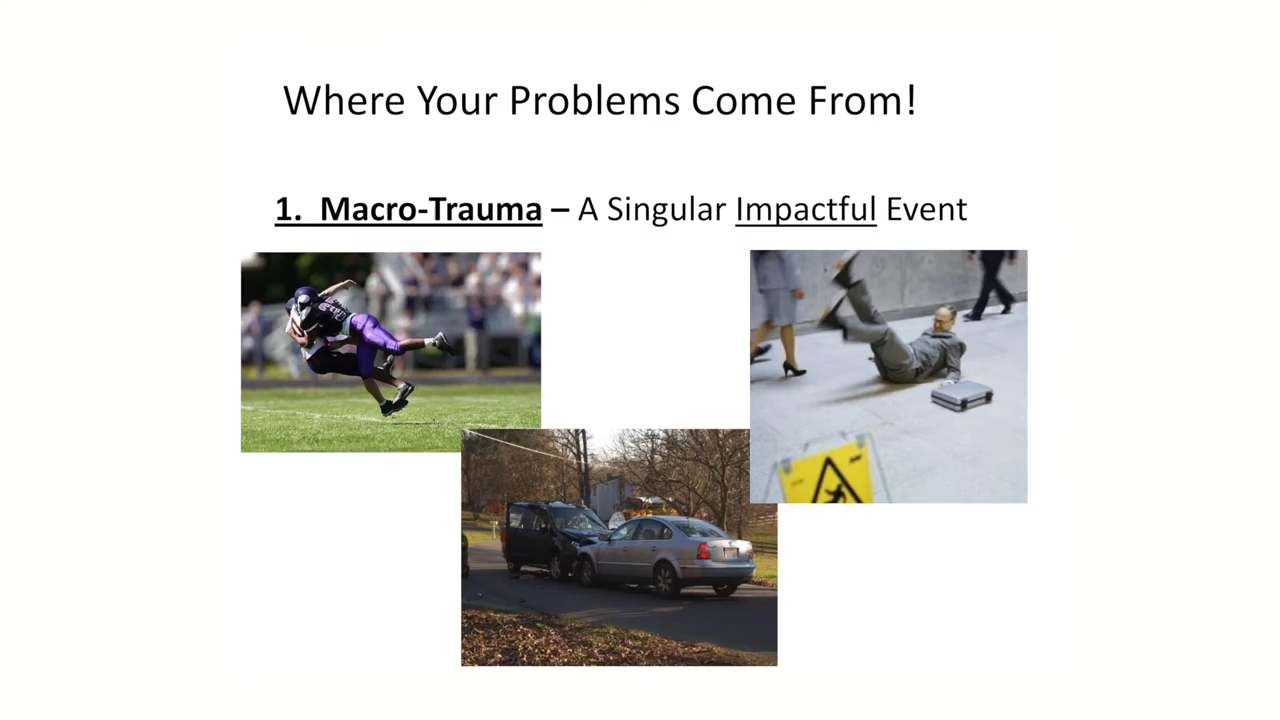 Where Your Problems Come From!
1. Macro-Trauma – A Singular Impactful Event